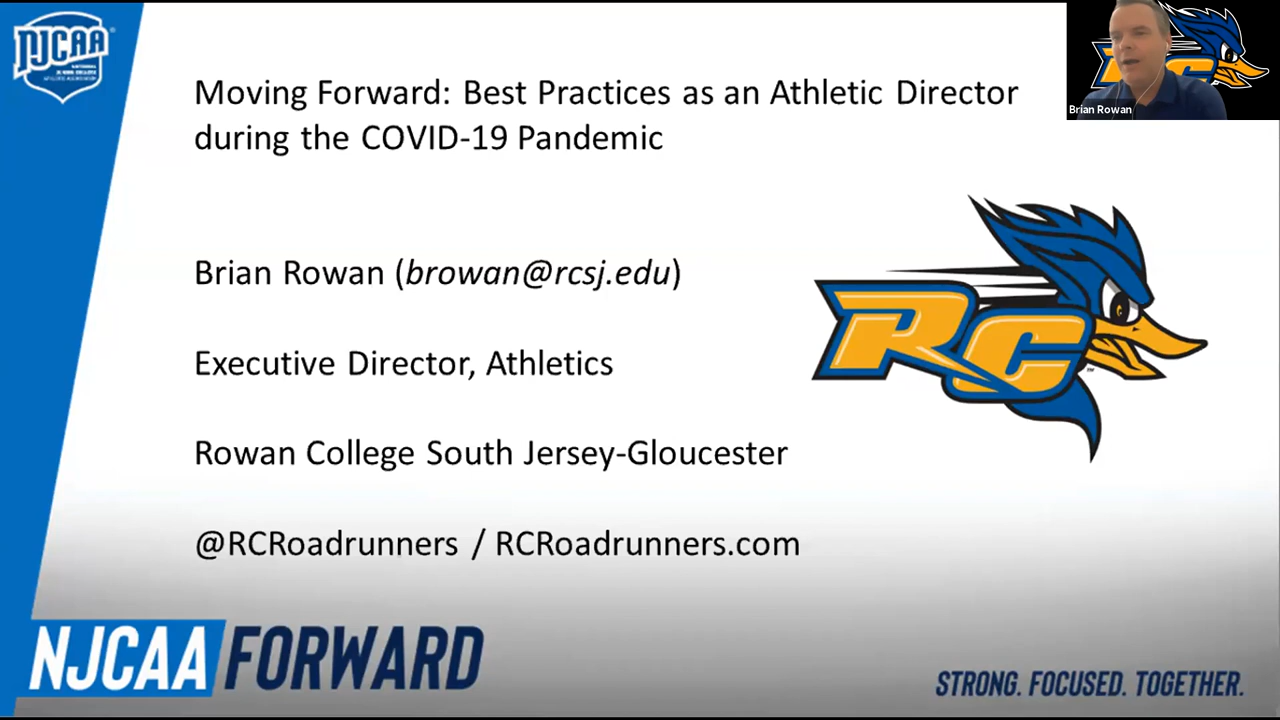 NJCAA
Moving Forward: Best Practices as an Athletic Director
during the COVID-19 Pandemic
Brian Rowan
Brian Rowan (browan@rcsj.edu)
RC
Executive Director, Athletics
Rowan College South Jersey-Gloucester
@RCRoadrunners / RCRoadrunners.com
NJCAA FORWARD
STRONG. FOCUSED. TOGETHER.